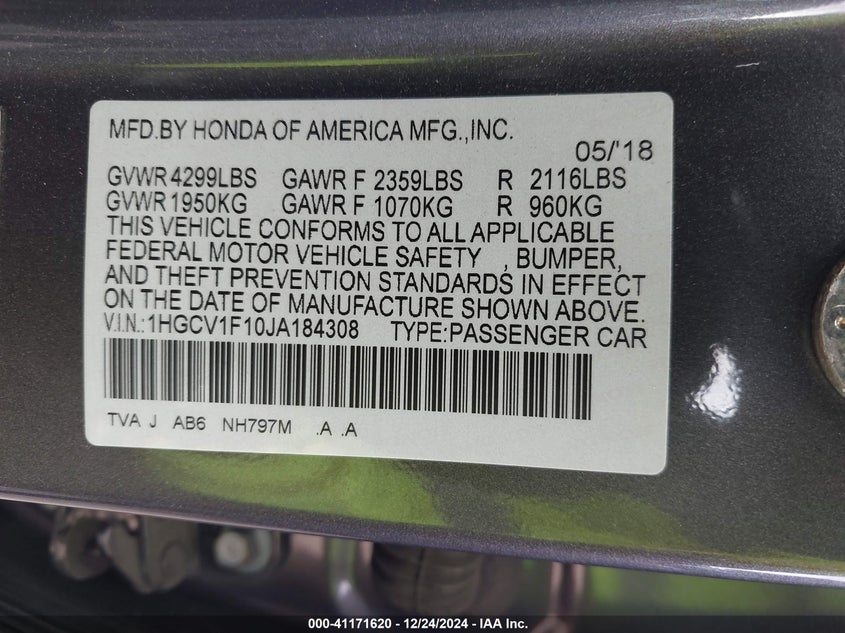 MFD.BY HONDA OF AMERICA MFG.,INC.
05/'18
GVWR 4299LBS GAWR F 2359LBS R 2116LBS
GVWR 1950KG GAWR F 1070KG R 960KG
THIS VEHICLE CONFORMS TO ALL APPLICABLE
FEDERAL MOTOR VEHICLE SAFETY , BUMPER,
AND THEFT PREVENTION STANDARDS IN EFFECT
ON THE DATE OF MANUFACTURE SHOWN ABOVE.
V.I.N.:1HGCV1F10JA184308 TYPE:PASSENGER CAR
TVA J AB6 NH797M .A .A
000-41171620 - 12/24/2024 - IAA Inc.